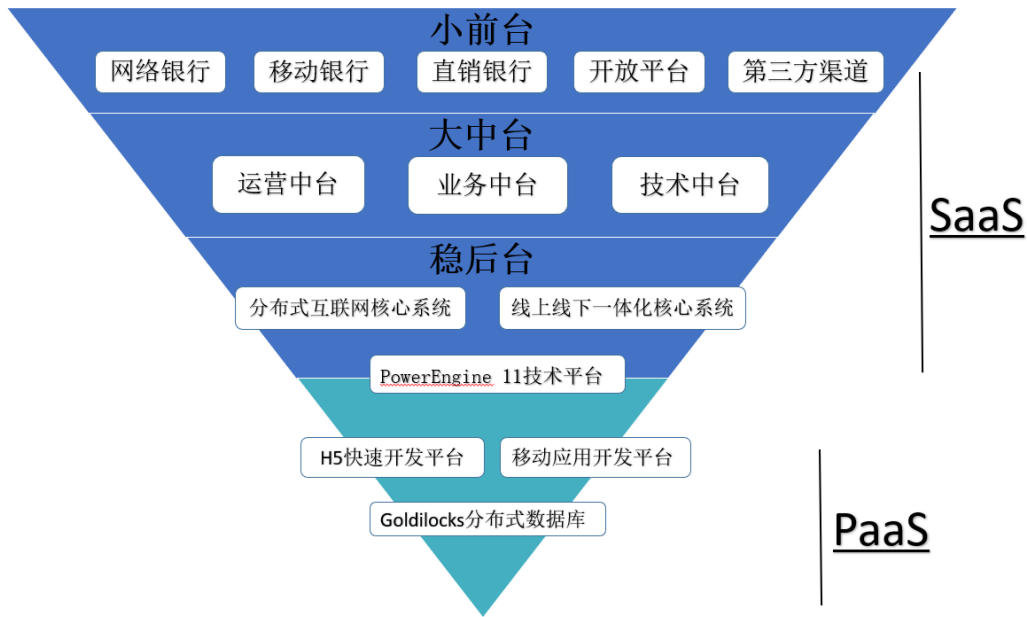 小前台
网络银行 移动银行 直销银行 开放平台 第三方渠道
大中台
运营中台 业务中台 技术中台
SaaS
稳后台
分布式互联网核心系统 线上线下一体化核心系统
PowerEngine 11技术平台
H5快速开发平台 移动应用开发平台
Goldilocks分布式数据库
PaaS